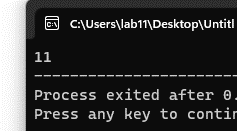 C:\Users\lab11\Desktop\Untitl
11
--------------------------------
Process exited after 0.
Press any key to contin